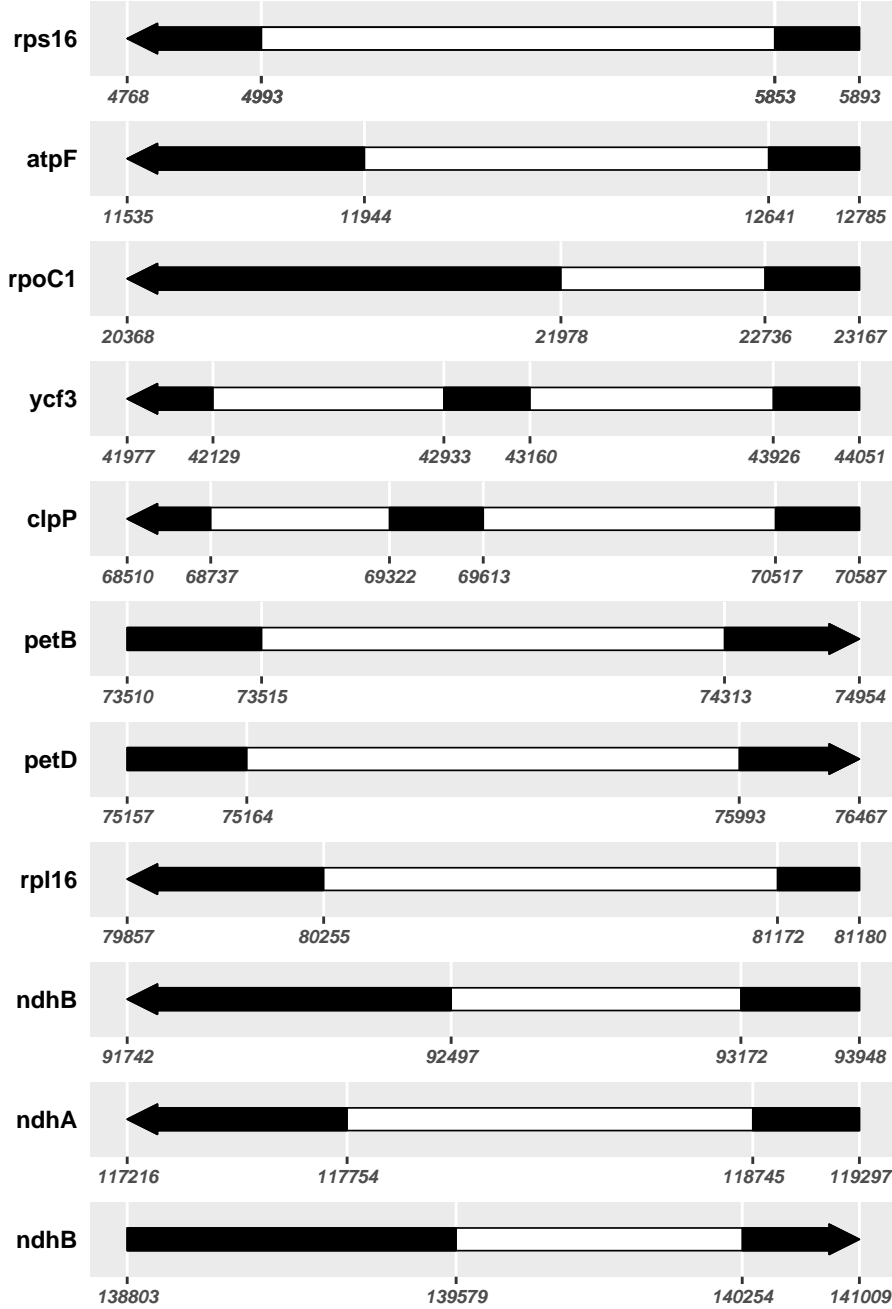 rps16
4768 4993 5853 5893
atpF
11535 11944 12641 12785
rpoC1
20368 21978 22736 23167
ycf3
41977 42129 42933 43160 43926 44051
clpP
68510 68737 69322 69613 70517 70587
petB
73510 73515 74313 74954
petD
75157 75164 75993 76467
rpl16
79857 80255 81172 81180
ndhB
91742 92497 93172 93948
ndhA
117216 117754 118745 119297
ndhB
138803 139579 140254 141009